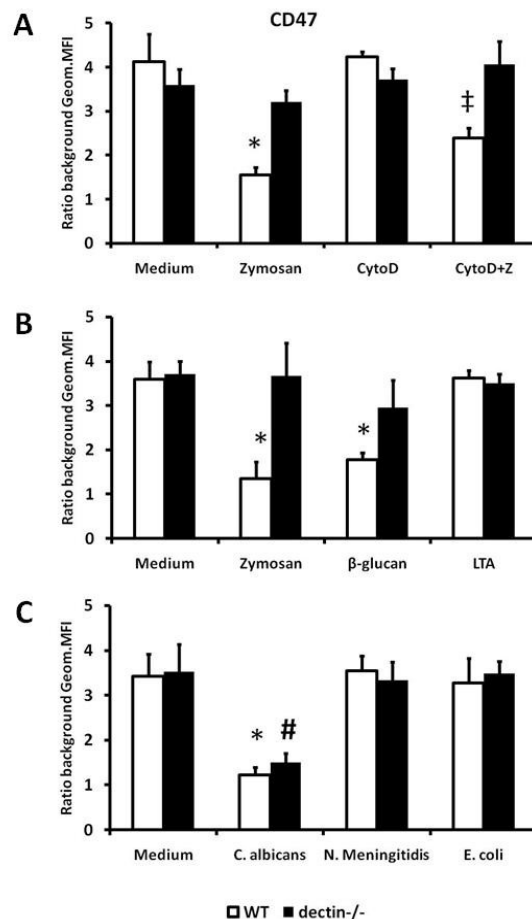 CD47
A
Ratio background Geom.MFI
5
4
3
2
1
0
*
‡
Medium Zymosan CytoD CytoD+Z
B
Ratio background Geom.MFI
5
4
3
2
1
0
*
*
Medium Zymosan β-glucan LTA
C
Ratio background Geom.MFI
5
4
3
2
1
0
*
#
Medium C. albicans N. Meningitidis E. coli
WT dectin-/-